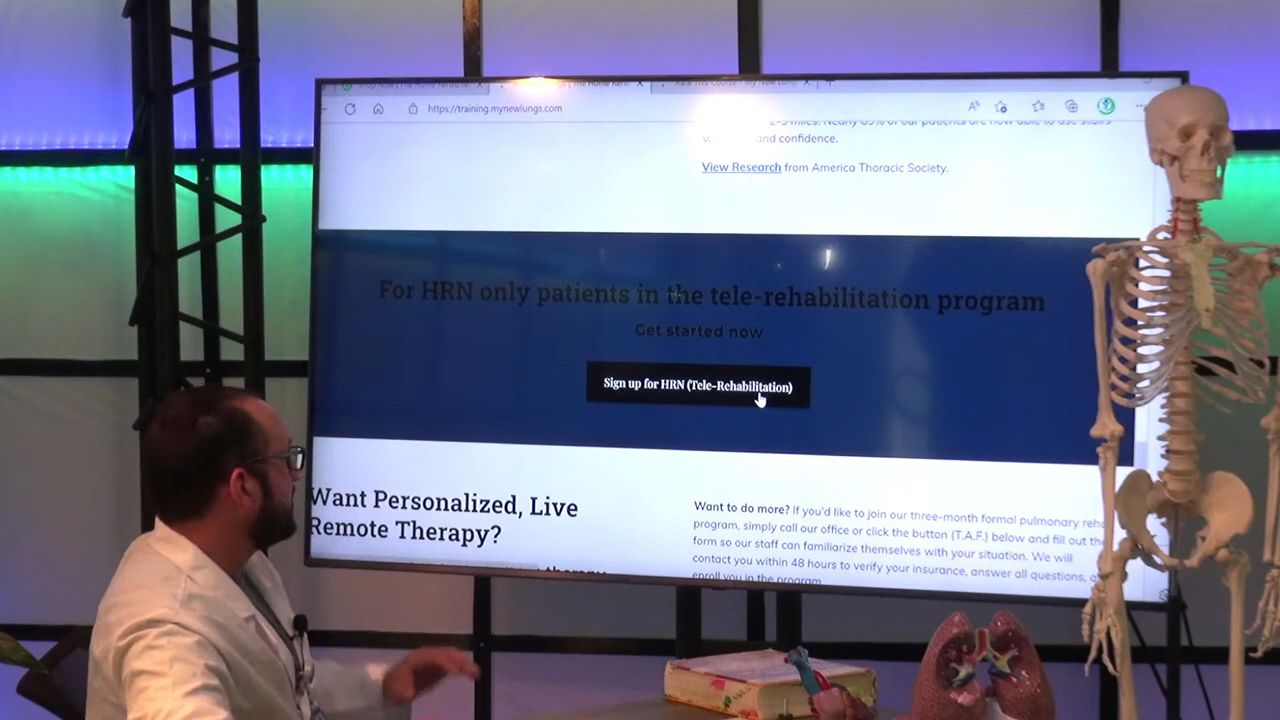 https://training.mynewlungs.com
and confidence.
View Research from America Thoracic Society.
For HRN only patients in the tele-rehabilitation program
Get started now
Sign up for HRN (Tele-Rehabilitation)
Want Personalized, Live
Remote Therapy?
Want to do more? If you'd like to join our three-month formal pulmonary
program, simply call our office or click the button (T.A.F.) below and fill out
form so our staff can familiarize themselves with your situation. We will
contact you within 48 hours to verify your insurance, answer all questions,
enroll you in the program